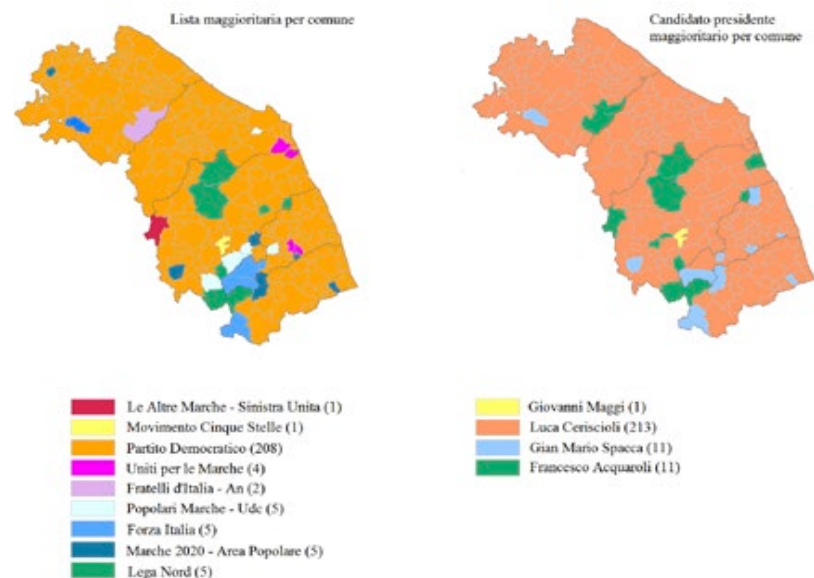 Lista maggioritaria per comune
Candidato presidente
maggioritario per comune
Le Altre Marche - Sinistra Unita (1)
Movimento Cinque Stelle (1)
Partito Democratico (208)
Uniti per le Marche (4)
Fratelli d'Italia - An (2)
Popolari Marche - Udc (5)
Forza Italia (5)
Marche 2020 - Area Popolare (5)
Lega Nord (5)
Giovanni Maggi (1)
Luca Ceriscioli (213)
Gian Mario Spacca (11)
Francesco Acquaroli (11)